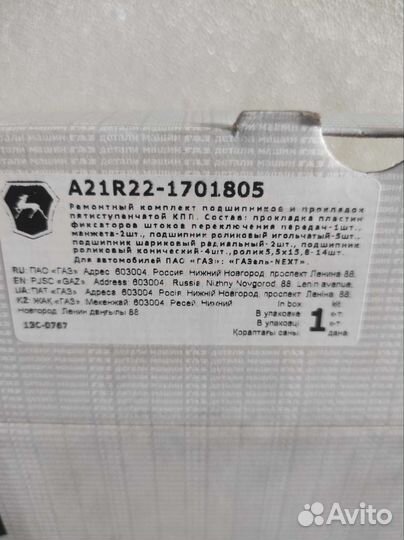 A21R22-1701805
Ремонтный комплект подшипников и прокладок
пятиступенчатой КПП. Состав: прокладка пластин
фиксаторов штоков переключения передач-1шт.,
манжета-2шт., подшипник роликовый игольчатый-5шт.,
подшипник шариковый радиальный-2шт., подшипник
роликовый конический-4шт., ролик5,5х15,8-14шт.
Для автомобилей ПАО «ГАЗ»: «ГАЗель-NEXT».
RU: ПАО «ГАЗ» Адрес 603004, Россия, Нижний Новгород, проспект Ленина 88.
EN: PJSC «GAZ» Address 603004, Russia, Nizhny Novgorod, 88, Lenin avenue.
UA: ПАТ «ГАЗ» Адреса 603004, Росія, Нижній Новгород, проспект Леніна 88.
KZ: ЖАҚ «ГАЗ» Мекенжай 603004, Ресей, Нижний
Новгород, Ленин даңғылы 88
In box 1 kit
В упаковке к-т
В упаковці к-т
Қораптағы саны дана
13С-0767
Avito